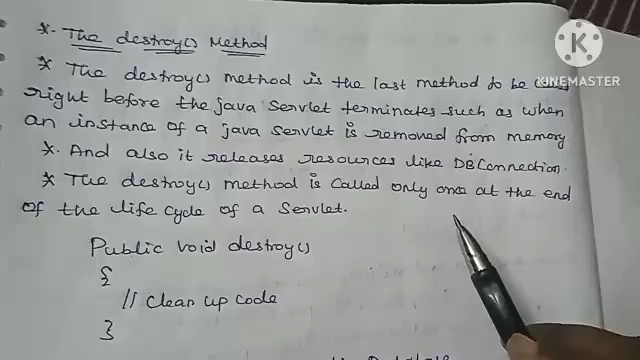 *. The destroy() Method
* The destroy() method is the last method to be
KINEMASTER
right before the java Servlet terminates such as when
an instance of a java Servlet is removed from memory
*. And also it releases resources like DB Connection.
* The destroy() method is Called only once at the end
of the life cycle of a Servlet.
Public void destroy()
{
// Clean up code
}